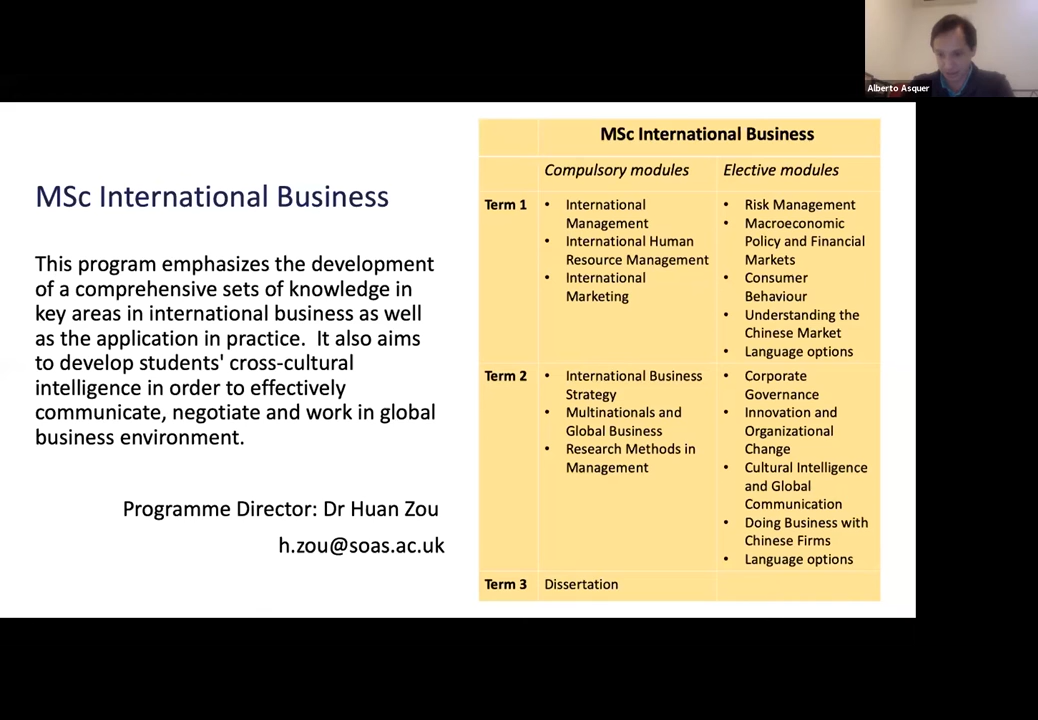 Alberto Asquer
MSc International Business
This program emphasizes the development
of a comprehensive sets of knowledge in
key areas in international business as well
as the application in practice.  It also aims
to develop students' cross-cultural
intelligence in order to effectively
communicate, negotiate and work in global
business environment.
Programme Director: Dr Huan Zou
h.zou@soas.ac.uk
MSc International Business
Compulsory modules
Elective modules
Term 1
• International
Management
• International Human
Resource Management
• International
Marketing
• Risk Management
• Macroeconomic
Policy and Financial
Markets
• Consumer
Behaviour
• Understanding the
Chinese Market
• Language options
Term 2
• International Business
Strategy
• Multinationals and
Global Business
• Research Methods in
Management
• Corporate
Governance
• Innovation and
Organizational
Change
• Cultural Intelligence
and Global
Communication
• Doing Business with
Chinese Firms
• Language options
Term 3
Dissertation